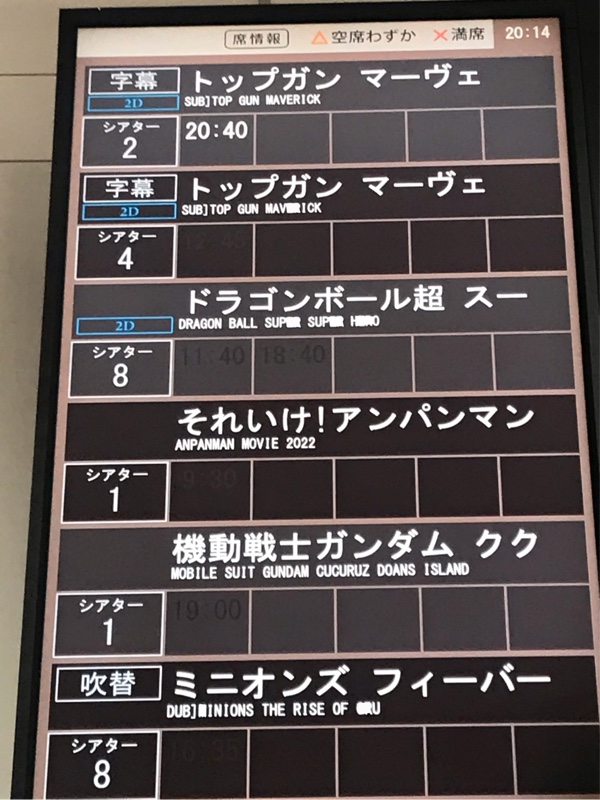 席情報 △空席わずか ×満席 20:14
字幕 トップガン マーヴェ
2D SUB]TOP GUN MAVERICK
シアター
2 20:40
字幕 トップガン マーヴェ
2D SUB]TOP GUN MAVERICK
シアター
4 12:45
ドラゴンボール超 スー
2D DRAGON BALL SUPER SUPER HERO
シアター
8 11:40 18:40
それいけ!アンパンマン
ANPANMAN MOVIE 2022
シアター
1 9:30
機動戦士ガンダム クク
MOBILE SUIT GUNDAM CUCURUZ DOANS ISLAND
シアター
1 19:00
吹替 ミニオンズ フィーバー
DUB]MINIONS THE RISE OF GRU
シアター
8